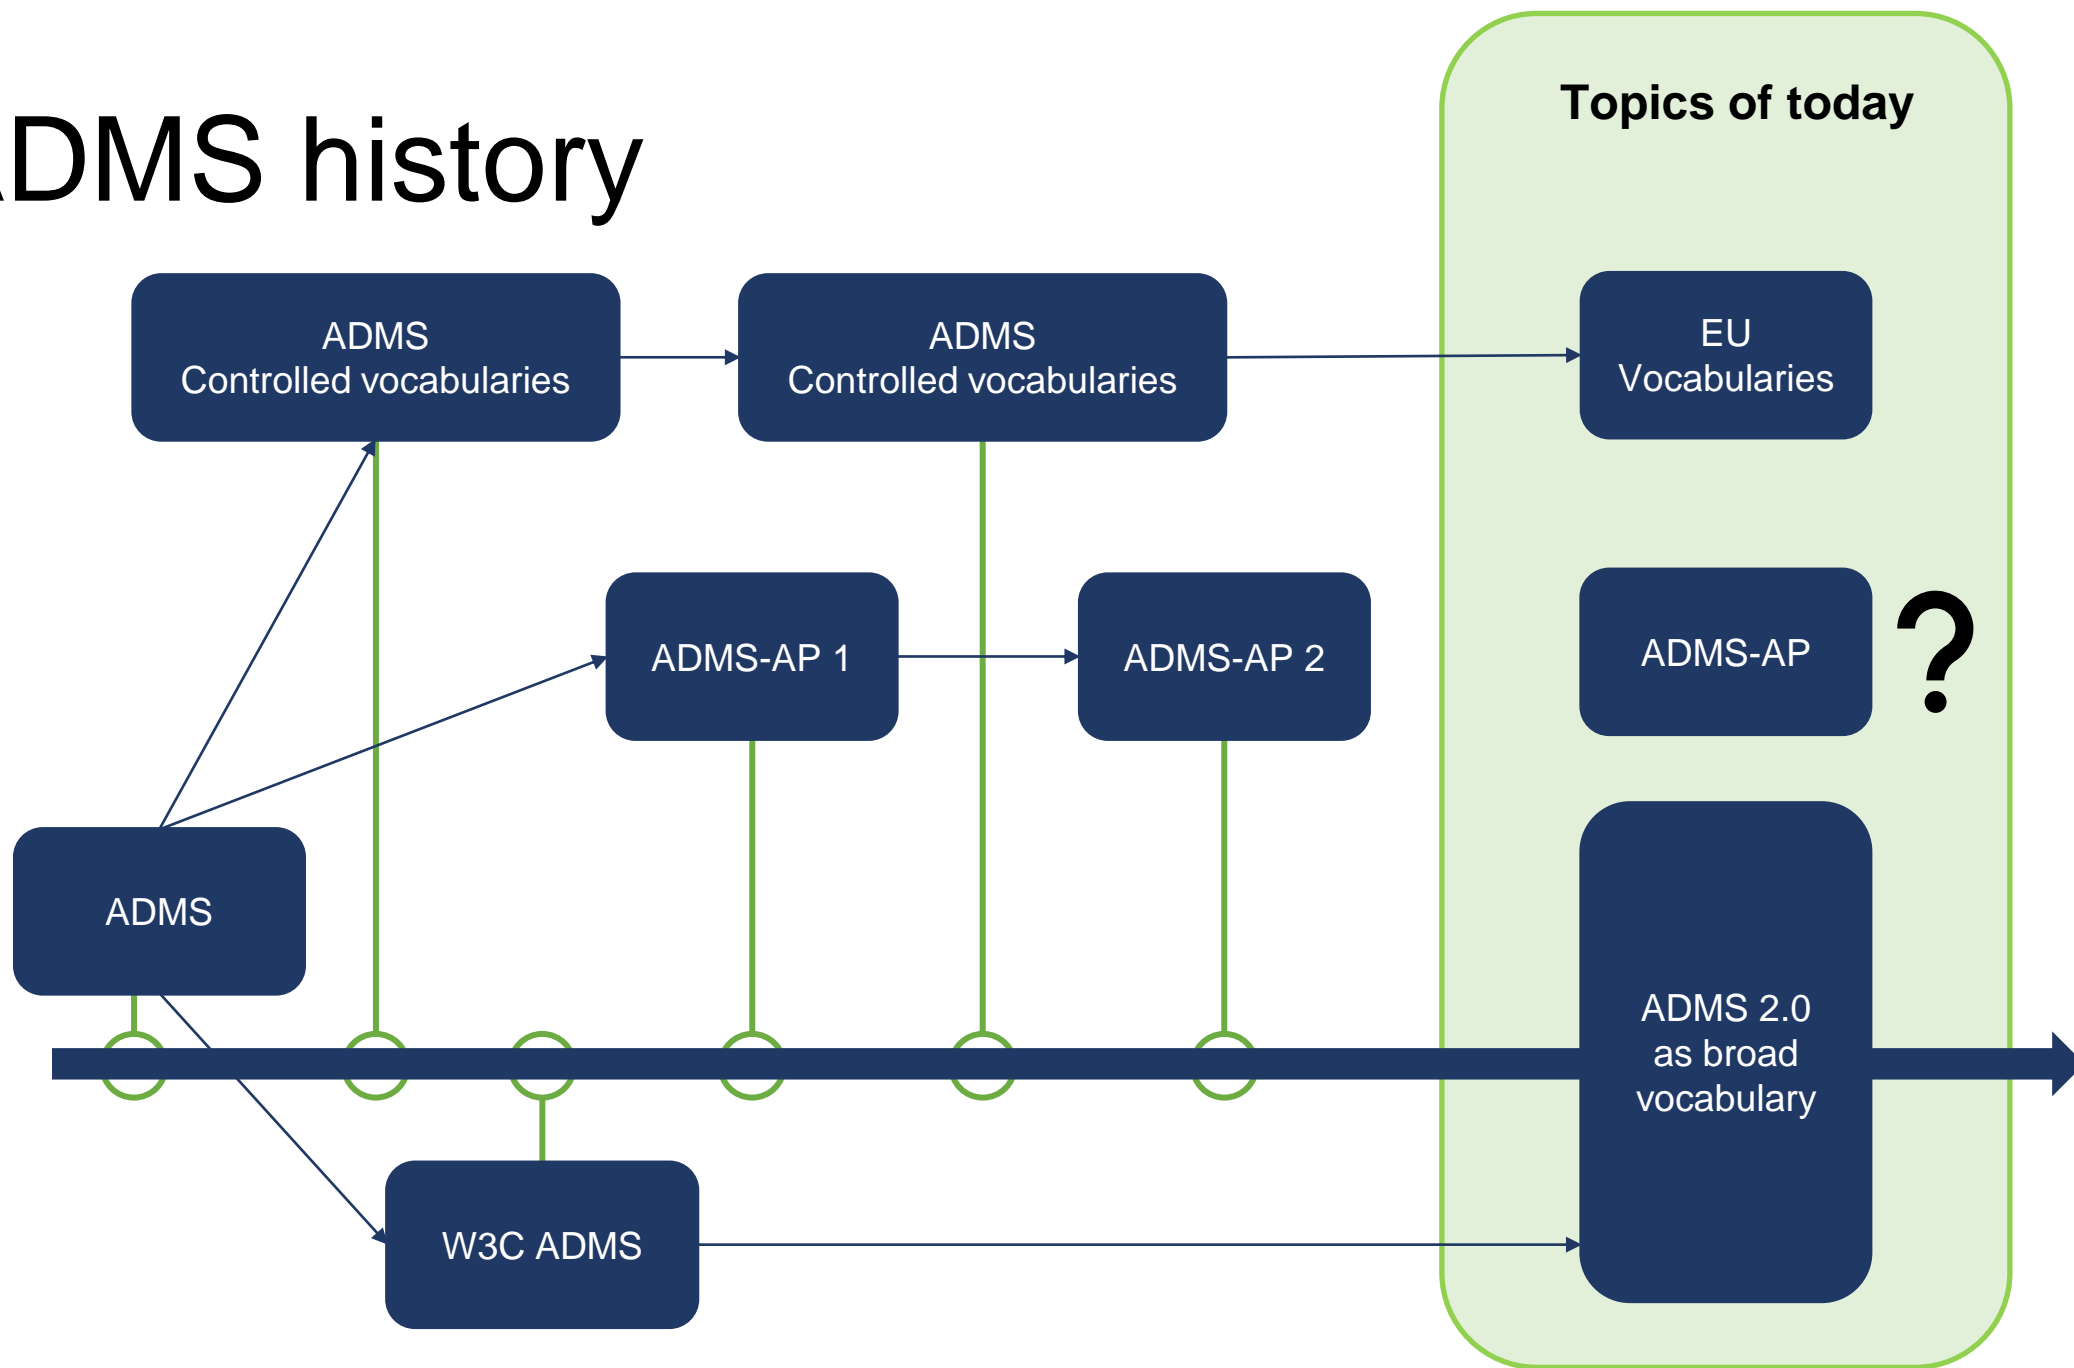 ADMS history
Topics of today
ADMS
Controlled vocabularies
ADMS
Controlled vocabularies
EU
Vocabularies
ADMS-AP 1
ADMS-AP 2
ADMS-AP
?
ADMS
ADMS 2.0
as broad
vocabulary
W3C ADMS